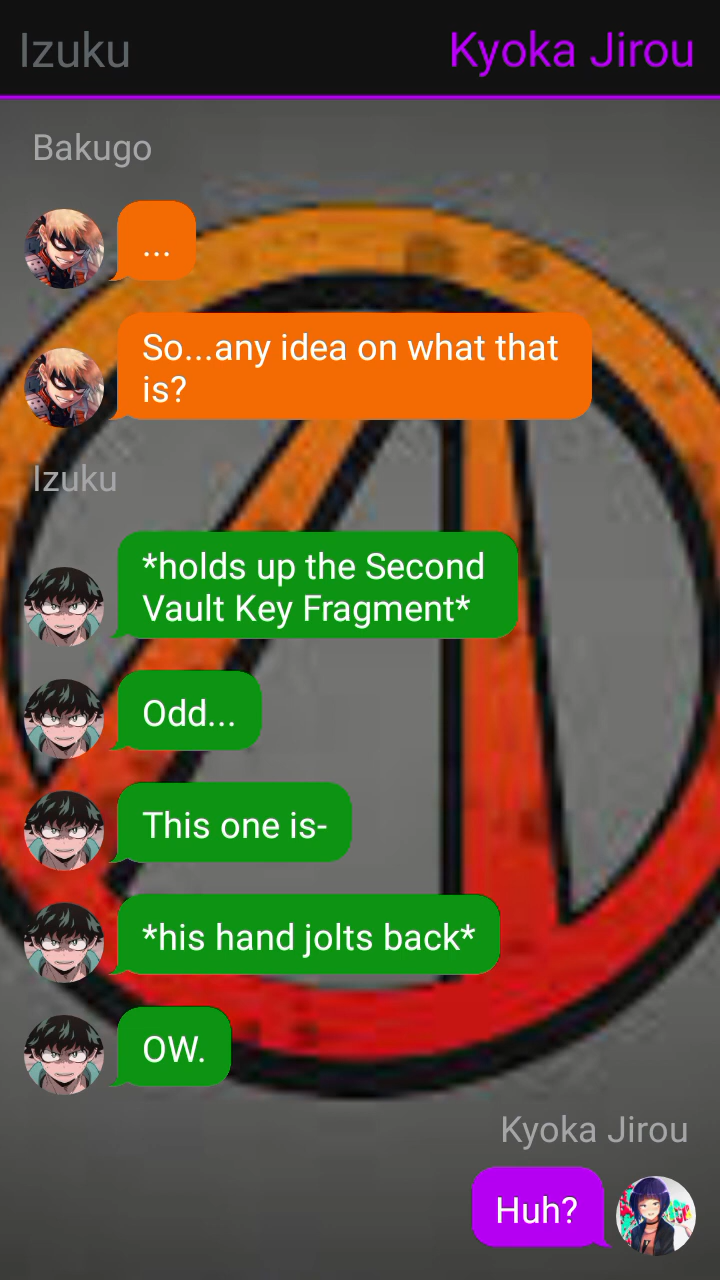 Izuku
Kyoka Jirou
Bakugo
...
So...any idea on what that
is?
Izuku
*holds up the Second
Vault Key Fragment*
Odd...
This one is-
*his hand jolts back*
OW.
Kyoka Jirou
Huh?